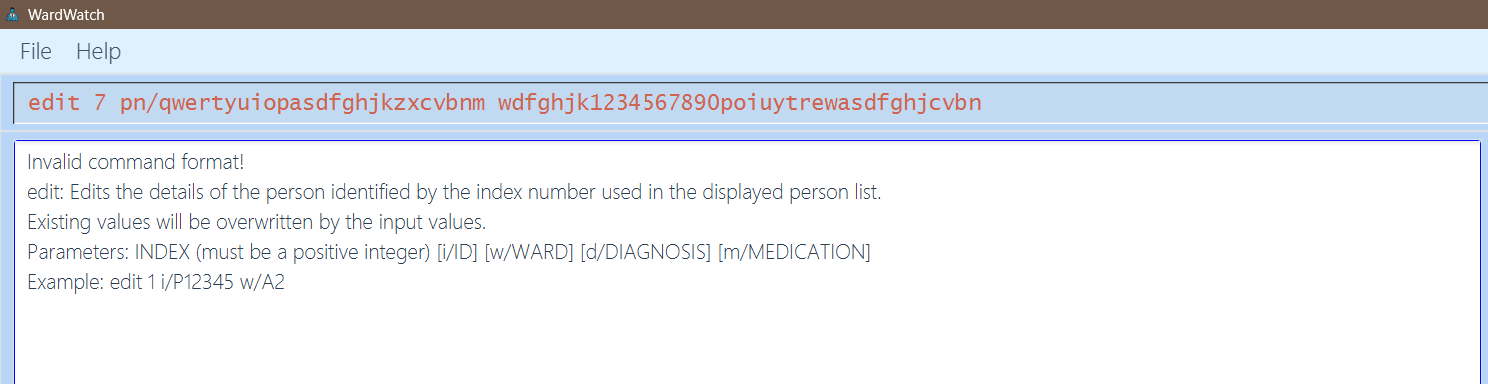 WardWatch
File Help
edit 7 pn/qwertyuiopasdfghjkzxcvbnm wdfghjk1234567890poiuytrewasdfghjcvbn
Invalid command format!
edit: Edits the details of the person identified by the index number used in the displayed person list.
Existing values will be overwritten by the input values.
Parameters: INDEX (must be a positive integer) [i/ID] [w/WARD] [d/DIAGNOSIS] [m/MEDICATION]
Example: edit 1 i/P12345 w/A2